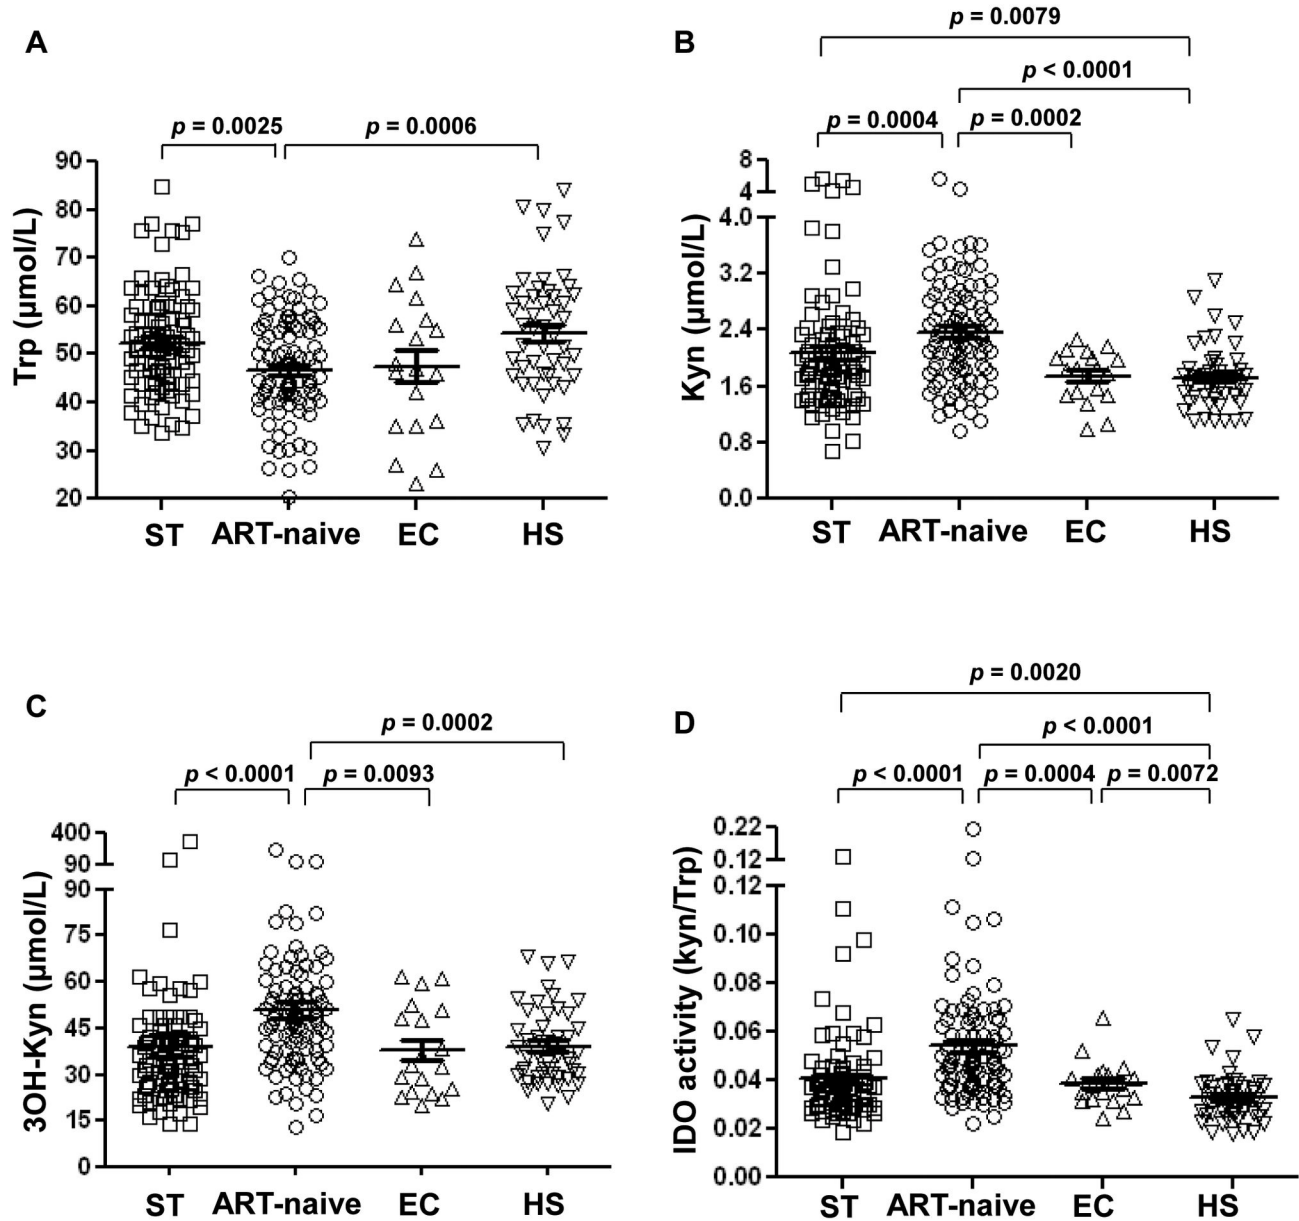 A
p = 0.0025
p = 0.0006
Trp (µmol/L)
90
80
70
60
50
40
30
20
ST ART-naive EC HS
B
p = 0.0079
p < 0.0001
p = 0.0004
p = 0.0002
Kyn (µmol/L)
8
4
4.0
3.2
2.4
1.6
0.8
0.0
ST ART-naive EC HS
C
p = 0.0002
p < 0.0001
p = 0.0093
3OH-Kyn (µmol/L)
400
90
90
75
60
45
30
15
0
ST ART-naive EC HS
D
p = 0.0020
p < 0.0001
p < 0.0001
p = 0.0004
p = 0.0072
IDO activity (kyn/Trp)
0.22
0.12
0.12
0.10
0.08
0.06
0.04
0.02
0.00
ST ART-naive EC HS